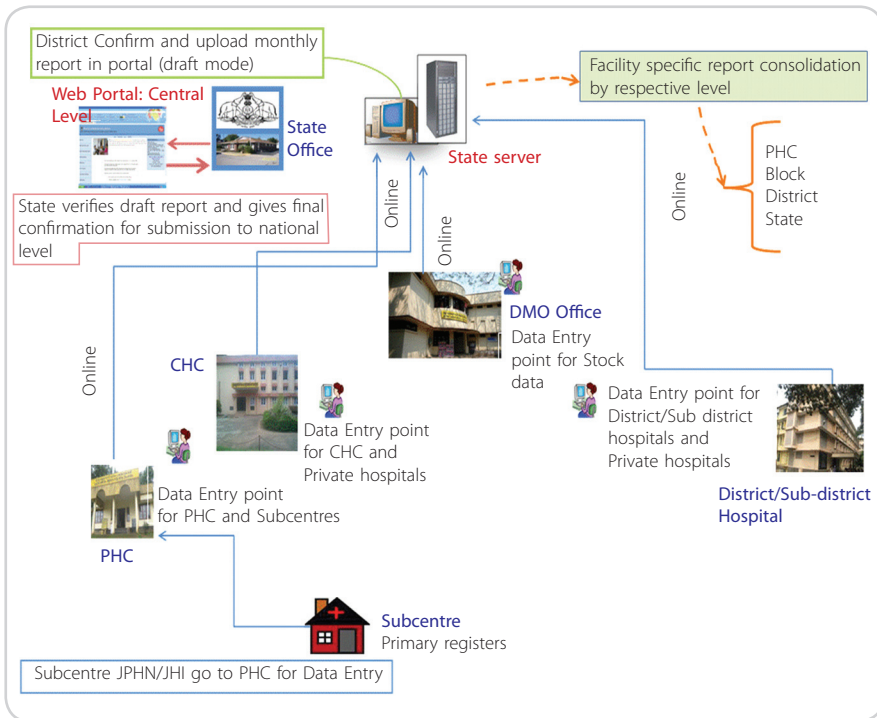 District Confirm and upload monthly
report in portal (draft mode)
Web Portal: Central
Level
State
Office
State server
Facility specific report consolidation
by respective level
PHC
Block
District
State
State verifies draft report and gives final
confirmation for submission to national
level
Online
Online
Online
Online
DMO Office
Data Entry
point for Stock
data
CHC
Data Entry point
for CHC and
Private hospitals
Data Entry point for
District/Sub district
hospitals and
Private hospitals
District/Sub-district
Hospital
Data Entry point
for PHC and Subcentres
PHC
Subcentre
Primary registers
Subcentre JPHN/JHI go to PHC for Data Entry